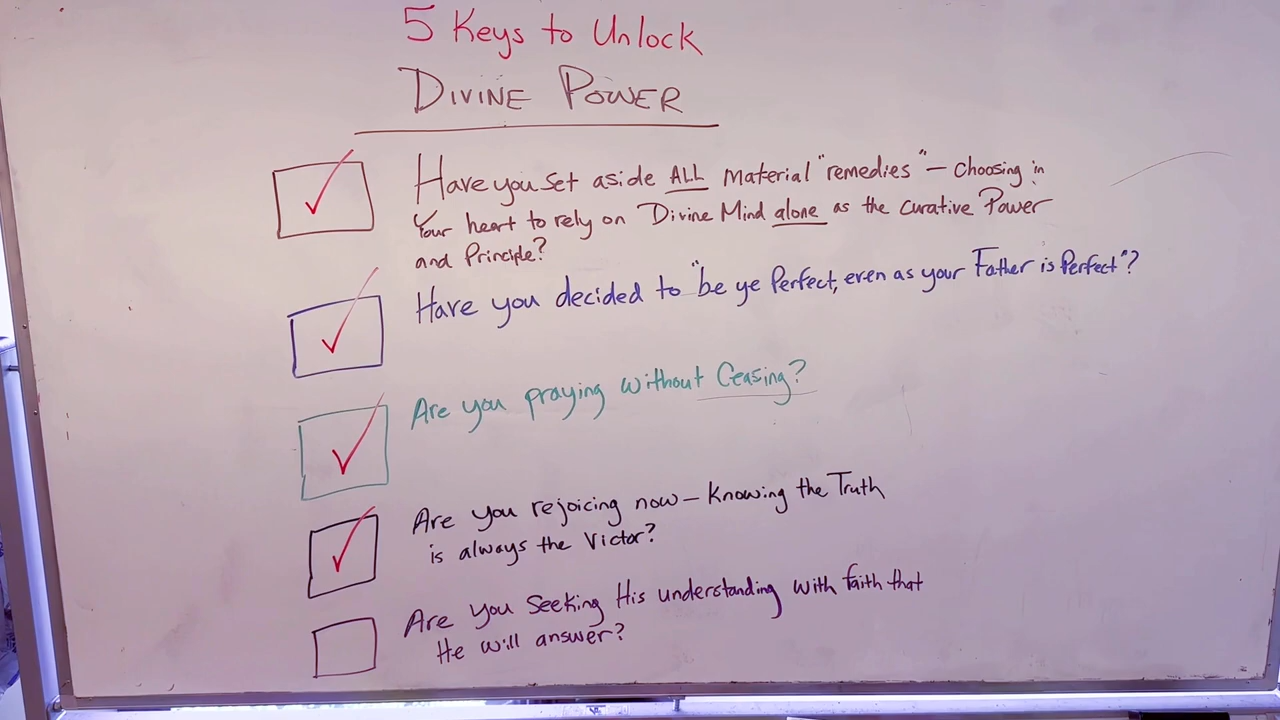 5 Keys to Unlock
DIVINE POWER
Have you set aside ALL material "remedies" – choosing in
your heart to rely on Divine Mind alone as the curative Power
and Principle?
Have you decided to "be ye Perfect, even as your Father is Perfect"?
Are you praying without Ceasing?
Are you rejoicing now – Knowing the Truth
is always the Victor?
Are you Seeking His understanding with faith that
He will answer?